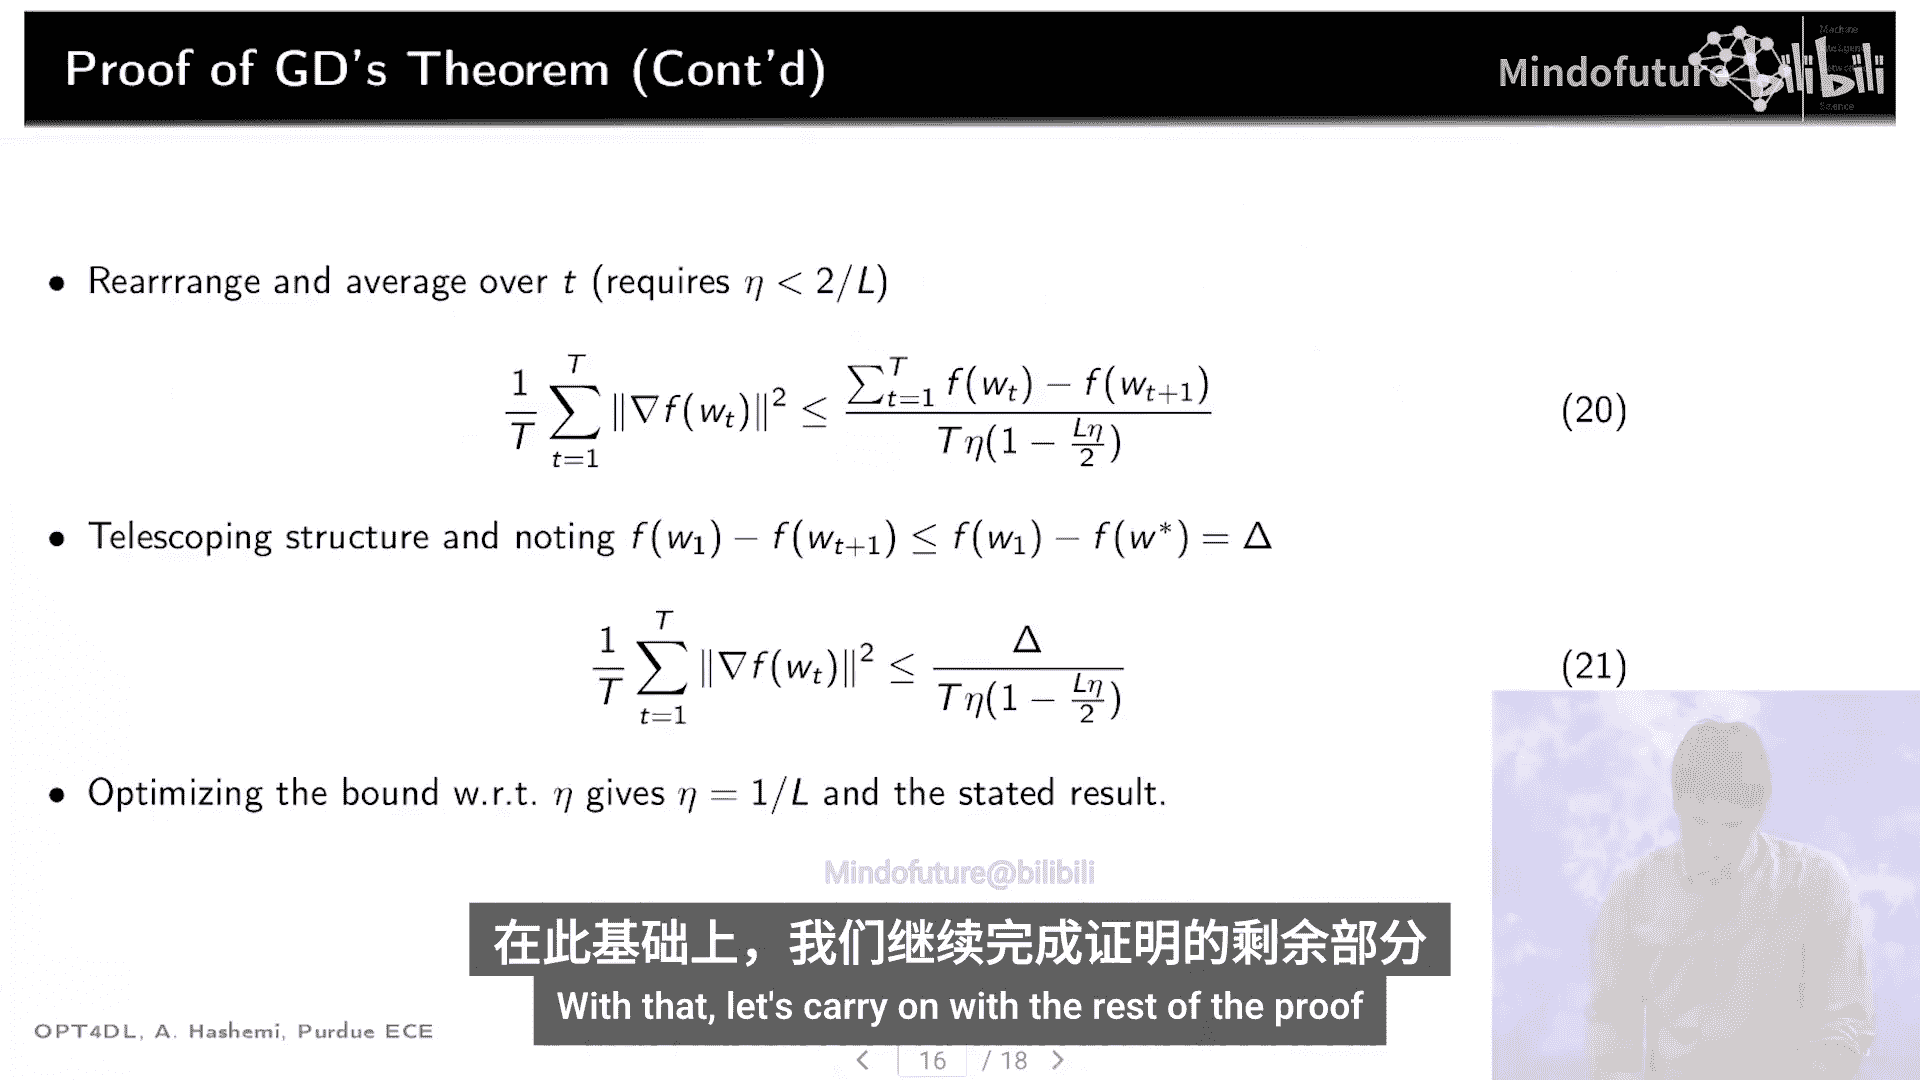 Proof of GD's Theorem (Cont'd)
Mindofuture
bilibili
Machine
Science
• Rearrrange and average over t (requires η < 2/L)
1/T ∑_{t=1}^{T} ‖∇f(w_t)‖² ≤ (∑_{t=1}^{T} f(w_t) − f(w_{t+1})) / (Tη(1 − Lη/2)) (20)
• Telescoping structure and noting f(w_1) − f(w_{t+1}) ≤ f(w_1) − f(w*) = Δ
1/T ∑_{t=1}^{T} ‖∇f(w_t)‖² ≤ Δ / (Tη(1 − Lη/2)) (21)
• Optimizing the bound w.r.t. η gives η = 1/L and the stated result.
Mindofuture@bilibili
在此基础上，我们继续完成证明的剩余部分
With that, let's carry on with the rest of the proof
OPT4DL, A. Hashemi, Purdue ECE
16 / 18